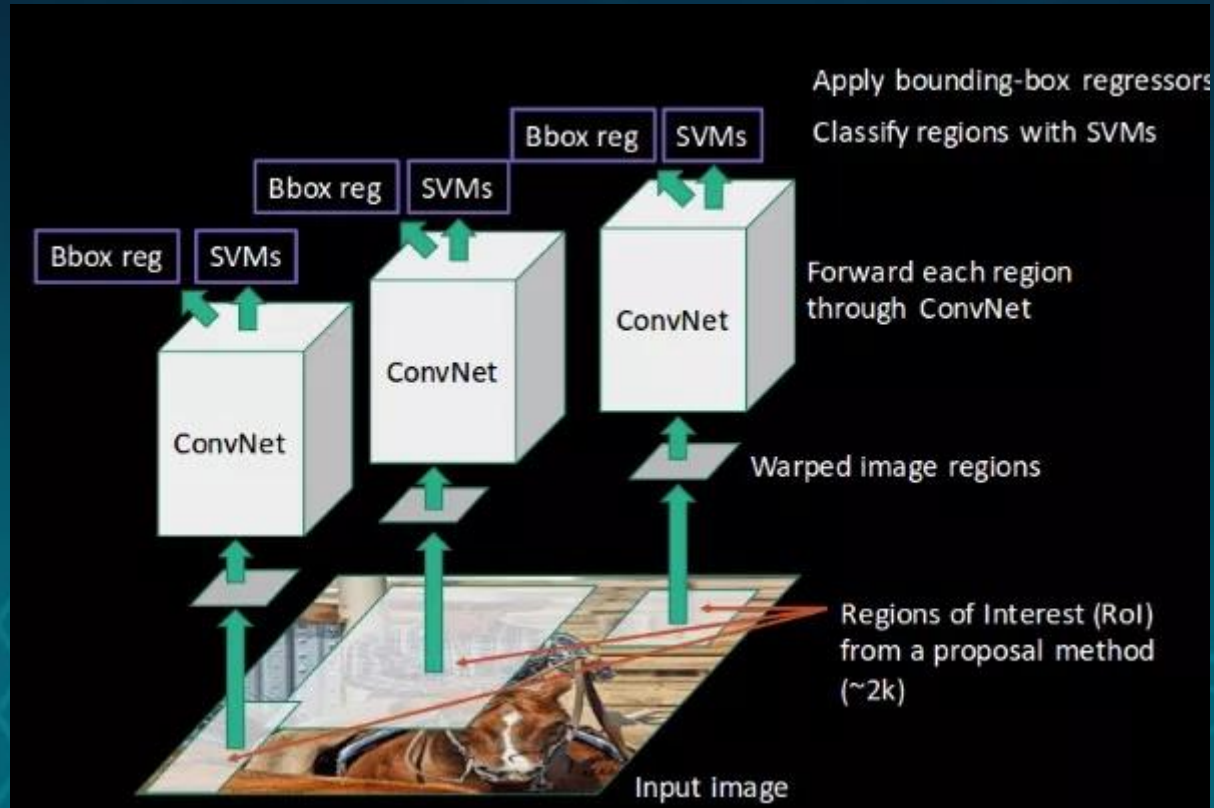 Apply bounding-box regressors
Classify regions with SVMs
Bbox reg
SVMs
Bbox reg
SVMs
Bbox reg
SVMs
Forward each region
through ConvNet
ConvNet
ConvNet
ConvNet
Warped image regions
Regions of Interest (RoI)
from a proposal method
(~2k)
Input image